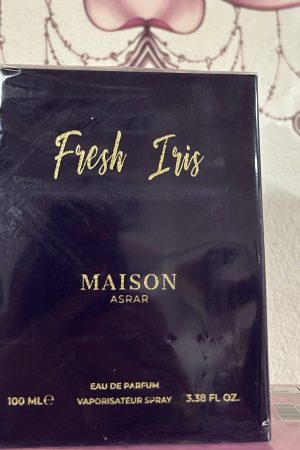 Fresh Iris
MAISON
ASRAR
EAU DE PARFUM
100 ML℮ VAPORISATEUR SPRAY 3.38 FL OZ.